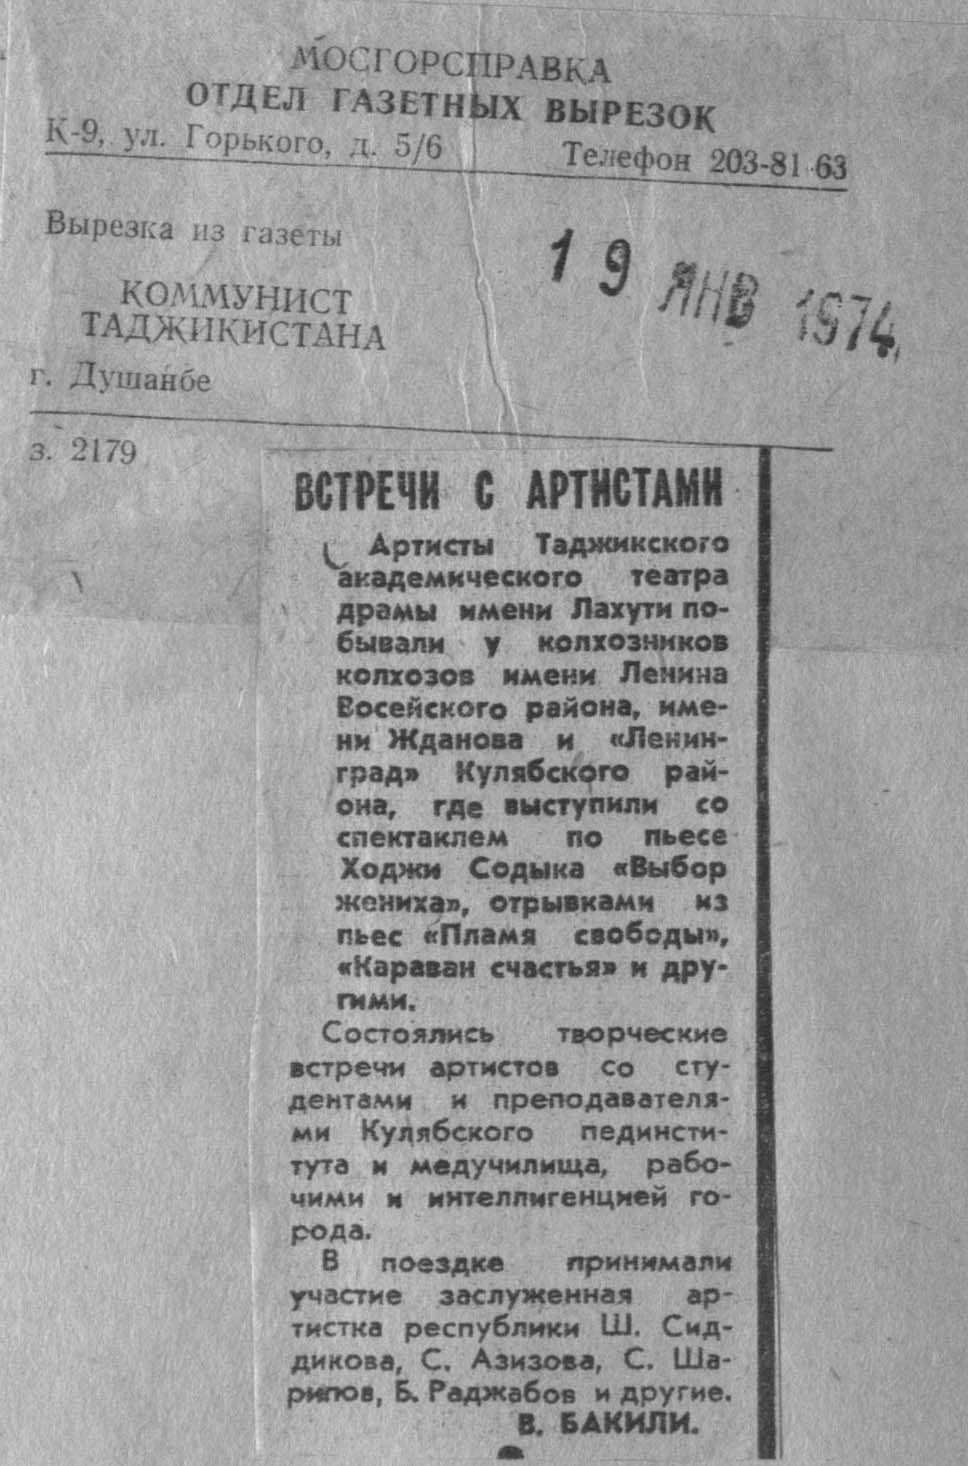 МОСГОРСПРАВКА
ОТДЕЛ ГАЗЕТНЫХ ВЫРЕЗОК
К-9, ул. Горького, д. 5/6 Телефон 203-81-63
Вырезка из газеты
19 ЯНВ 1974
КОММУНИСТ
ТАДЖИКИСТАНА
г. Душанбе
з. 2179
ВСТРЕЧИ С АРТИСТАМИ
Артисты Таджикского
академического театра
драмы имени Лахути по-
бывали у колхозников
колхозов имени Ленина
Восейского района, име-
ни Жданова и «Ленин-
град» Кулябского рай-
она, где выступили со
спектаклем по пьесе
Ходжи Содыка «Выбор
жениха», отрывками из
пьес «Пламя свободы»,
«Караван счастья» и дру-
гими.
Состоялись творческие
встречи артистов со сту-
дентами и преподавателя-
ми Кулябского пединсти-
тута и медучилища, рабо-
чими и интеллигенцией го-
рода.
В поездке принимали
участие заслуженная ар-
тистка республики Ш. Сид-
дикова, С. Азизова, С. Ша-
рипов, Б. Раджабов и другие.
В. БАКИЛИ.